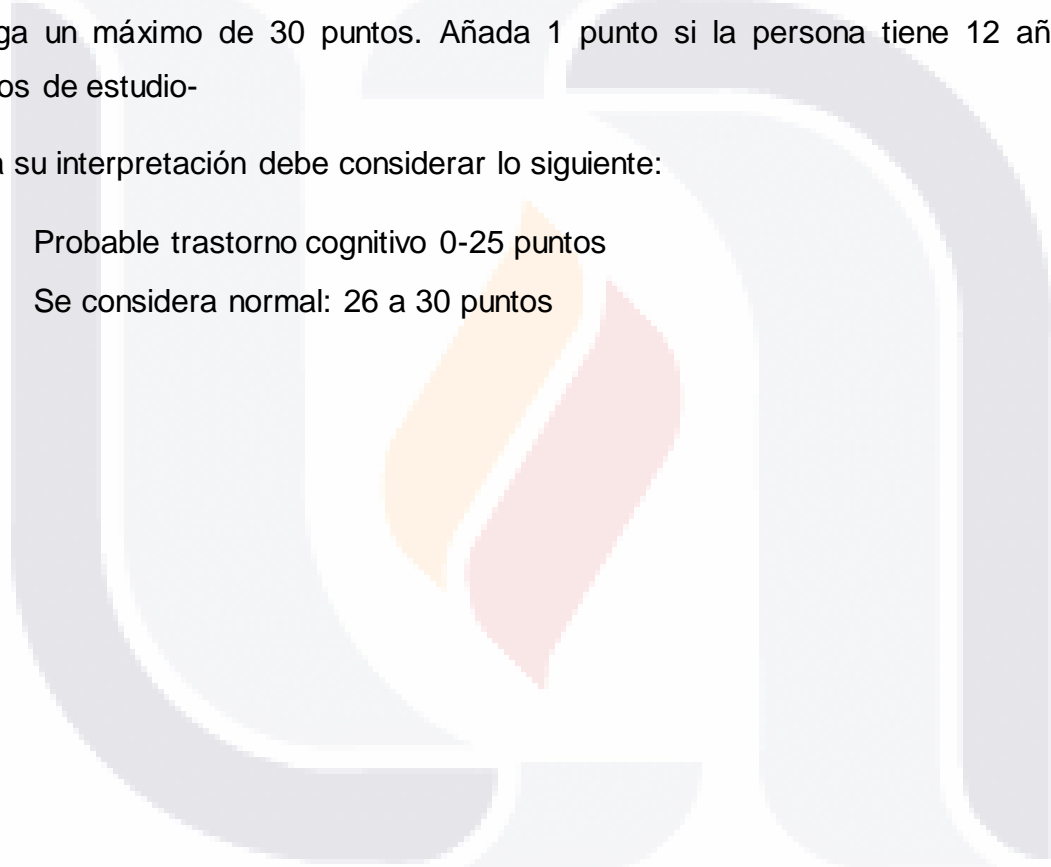 ga un máximo de 30 puntos. Añada 1 punto si la persona tiene 12 añ
os de estudio-
a su interpretación debe considerar lo siguiente:
Probable trastorno cognitivo 0-25 puntos
Se considera normal: 26 a 30 puntos